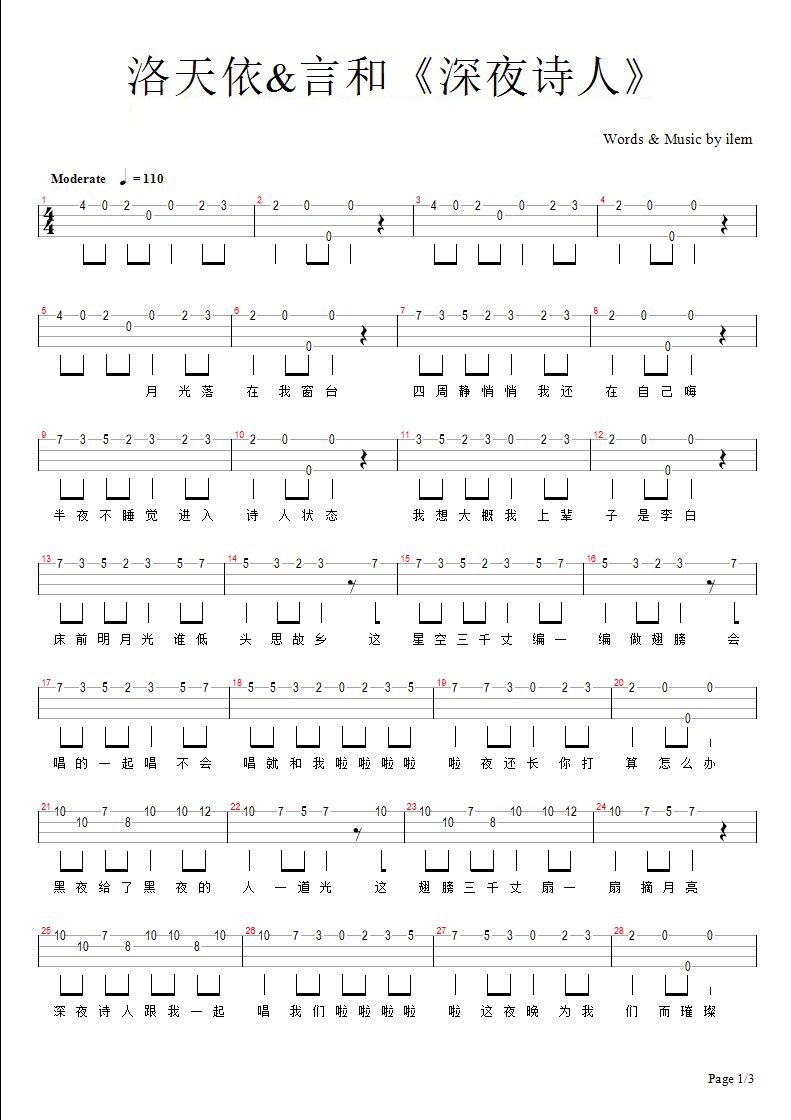 洛天依&言和《深夜诗人》
Words & Music by ilem
Moderate ♩ = 110
1 4 0 2 0 0 2 3 2 2 0 0 0 3 4 0 2 0 0 2 3 4 2 0 0 0
4
4
5 4 0 2 0 0 2 3 6 2 0 0 0 7 7 3 5 2 3 2 3 8 2 0 0 0
月 光 落 在 我 窗 台 四 周 静 悄 悄 我 还 在 自 己 嗨
9 7 3 5 2 3 2 3 10 2 0 0 0 11 3 5 2 3 0 2 3 12 2 0 0 0
半 夜 不 睡 觉 进 入 诗 人 状 态 我 想 大 概 我 上 辈 子 是 李 白
13 7 3 5 2 3 5 7 14 5 3 2 3 7 15 7 3 5 2 3 5 7 16 5 3 2 3 7
床 前 明 月 光 谁 低 头 思 故 乡 这 星 空 三 千 丈 编 一 编 做 翅 膀 会
17 7 3 5 2 3 5 7 18 5 5 3 2 0 2 3 5 19 7 7 3 0 2 3 20 2 0 0 0
唱 的 一 起 唱 不 会 唱 就 和 我 啦 啦 啦 啦 啦 夜 还 长 你 打 算 怎 么 办
21 10 10 7 8 10 10 12 22 10 7 5 7 10 23 10 10 7 8 10 10 12 24 10 7 5 7
黑 夜 给 了 黑 夜 的 人 一 道 光 这 翅 膀 三 千 丈 扇 一 扇 摘 月 亮
25 10 10 7 8 10 10 8 10 26 10 7 3 0 2 3 5 27 7 5 3 0 2 3 28 2 0 0 0
深 夜 诗 人 跟 我 一 起 唱 我 们 啦 啦 啦 啦 啦 这 夜 晚 为 我 们 而 璀 璨
Page 1/3